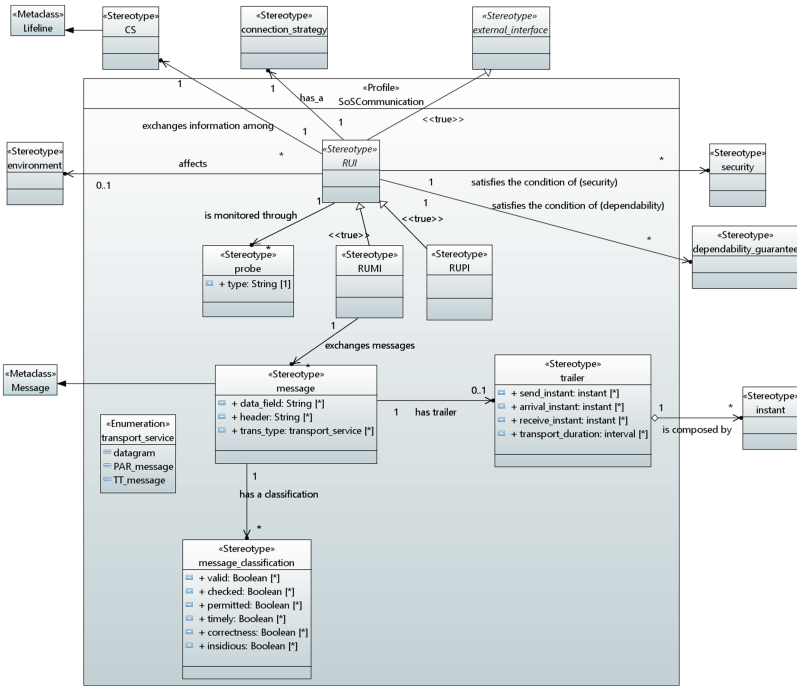 «Metaclass»
Lifeline
«Stereotype»
CS
«Stereotype»
connection_strategy
«Stereotype»
external_interface
«Profile»
SoSCommunication
1
1
has_a
1
<<true>>
exchanges information among
1
«Stereotype»
RUI
«Stereotype»
environment
affects
*
0..1
*
«Stereotype»
security
1
satisfies the condition of (security)
1
satisfies the condition of (dependability)
*
«Stereotype»
dependability_guarantee
1
is monitored through
*
<<true>>
<<true>>
«Stereotype»
probe
+ type: String [1]
«Stereotype»
RUMI
«Stereotype»
RUPI
1
exchanges messages
*
«Metaclass»
Message
«Stereotype»
message
+ data_field: String [*]
+ header: String [*]
+ trans_type: transport_service [*]
0..1
1
has trailer
«Stereotype»
trailer
+ send_instant: instant [*]
+ arrival_instant: instant [*]
+ receive_instant: instant [*]
+ transport_duration: interval [*]
1
*
is composed by
«Stereotype»
instant
«Enumeration»
transport_service
datagram
PAR_message
TT_message
1
has a classification
*
«Stereotype»
message_classification
+ valid: Boolean [*]
+ checked: Boolean [*]
+ permitted: Boolean [*]
+ timely: Boolean [*]
+ correctness: Boolean [*]
+ insidious: Boolean [*]